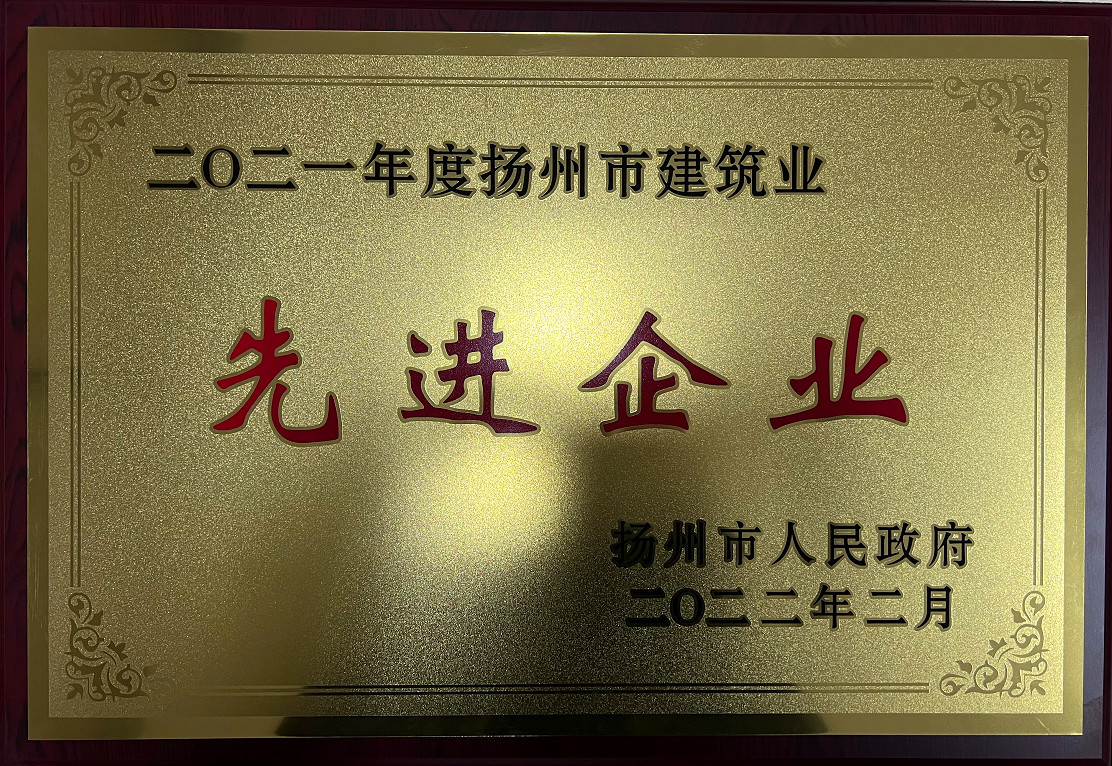 二〇二一年度扬州市建筑业
先进企业
扬州市人民政府
二〇二二年二月